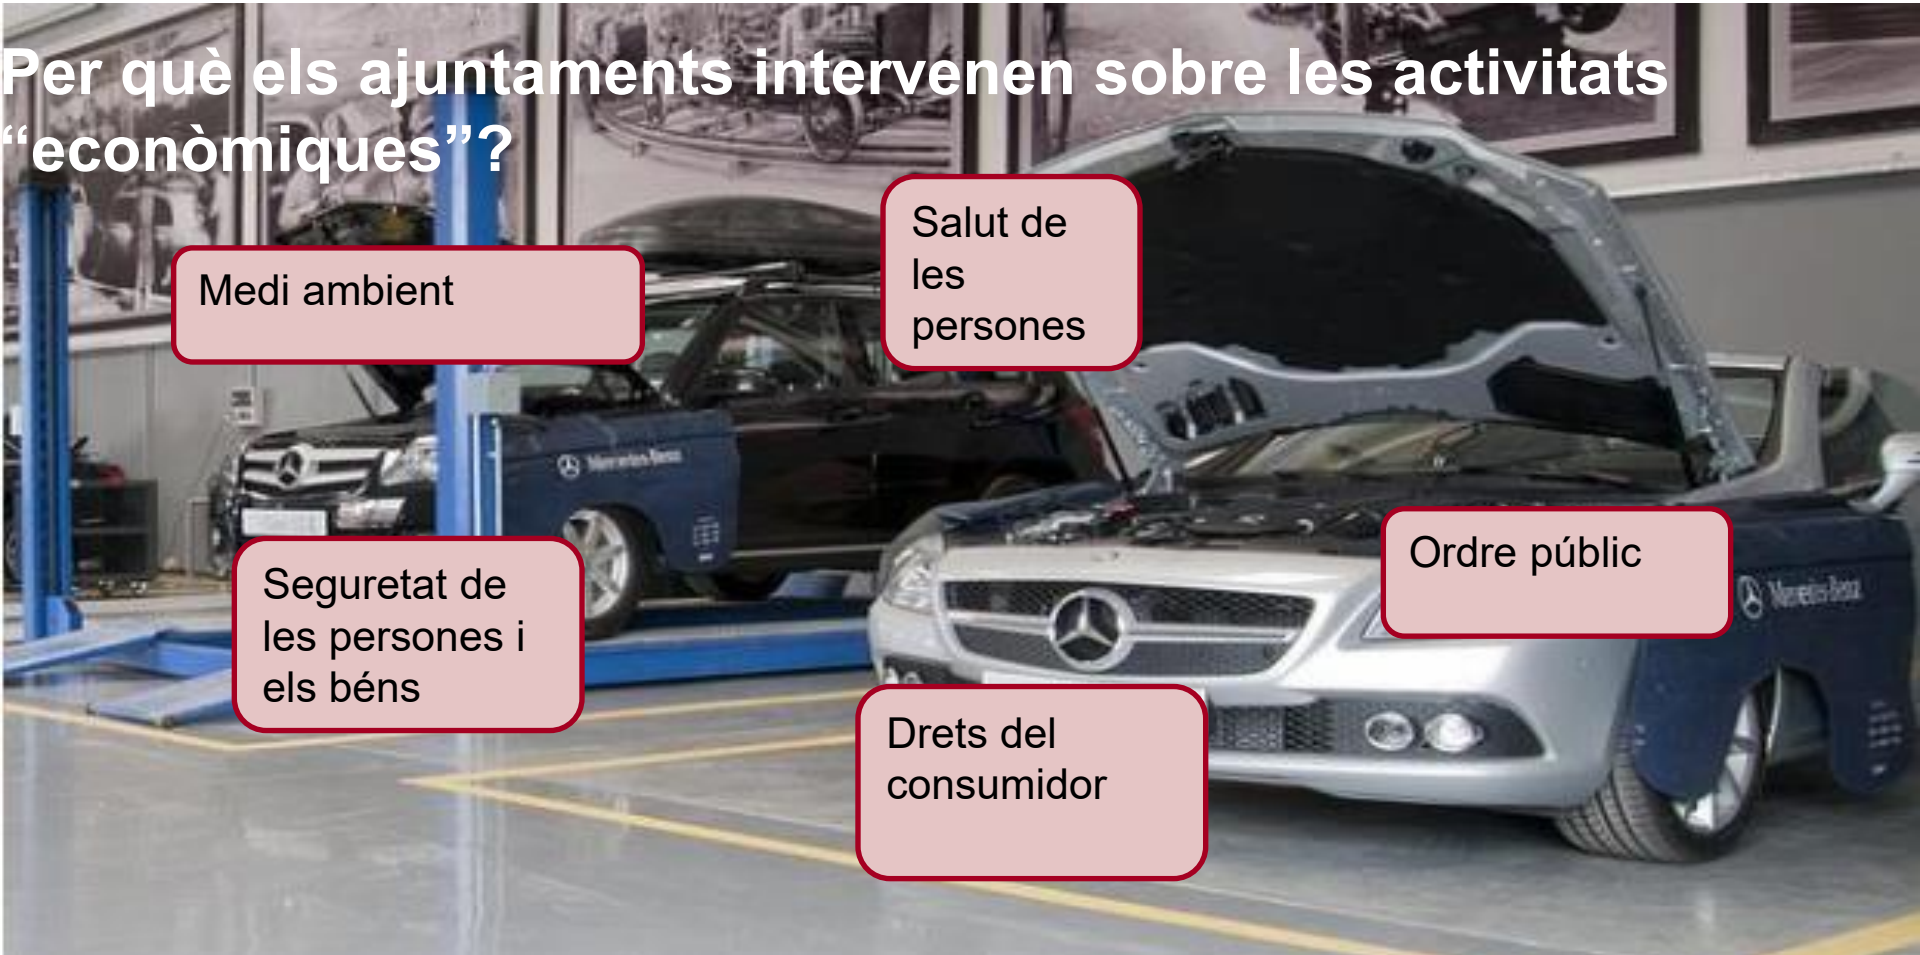 Per què els ajuntaments intervenen sobre les activitats
“econòmiques”?
Salut de
les
persones
Medi ambient
Mercedes-Benz
Ordre públic
Seguretat de
les persones i
els béns
Mercedes-Benz
Drets del
consumidor